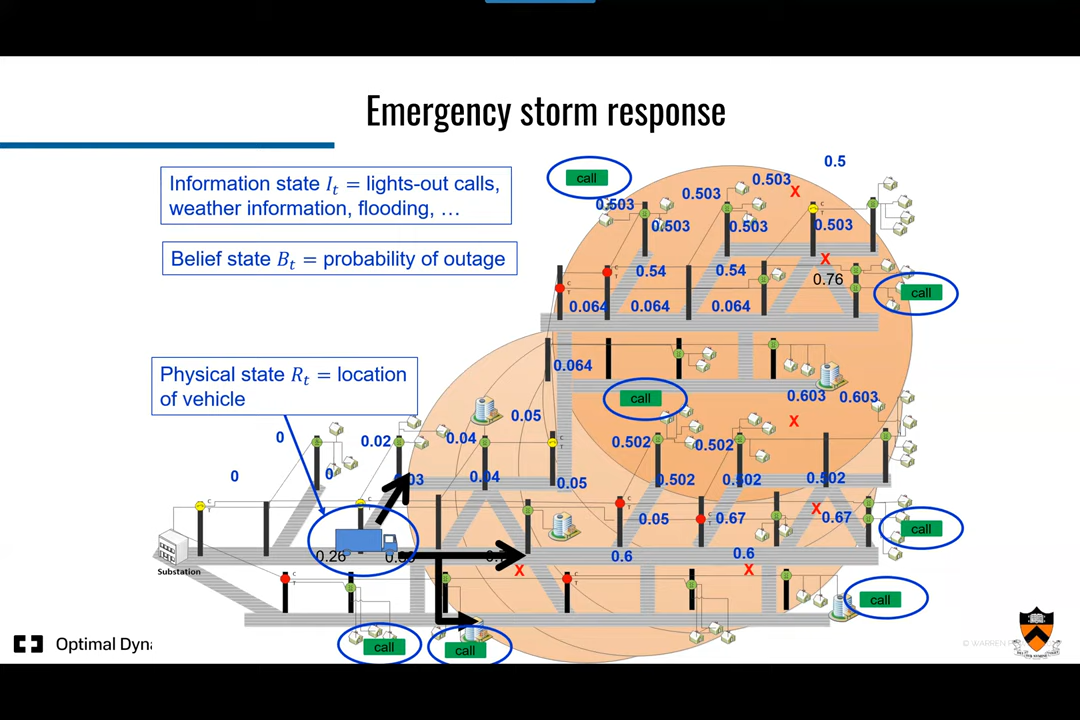 Emergency storm response
Information state I_t = lights-out calls,
weather information, flooding, …
Belief state B_t = probability of outage
Physical state R_t = location
of vehicle
call
0.5
0.503
0.503
X
0.503
0.503
0.503
0.503
X
0.54
0.54
0.76
call
0.064
0.064
0.064
0.064
call
0.603
0.603
0.05
X
0
0.02
0.04
0.502
0.502
0
0
03
0.04
0.05
0.502
0.502
0.502
X
0.05
0.67
0.67
call
0.26
0.6
0.6
X
X
Substation
call
call
call
Optimal Dyna
© WARREN P